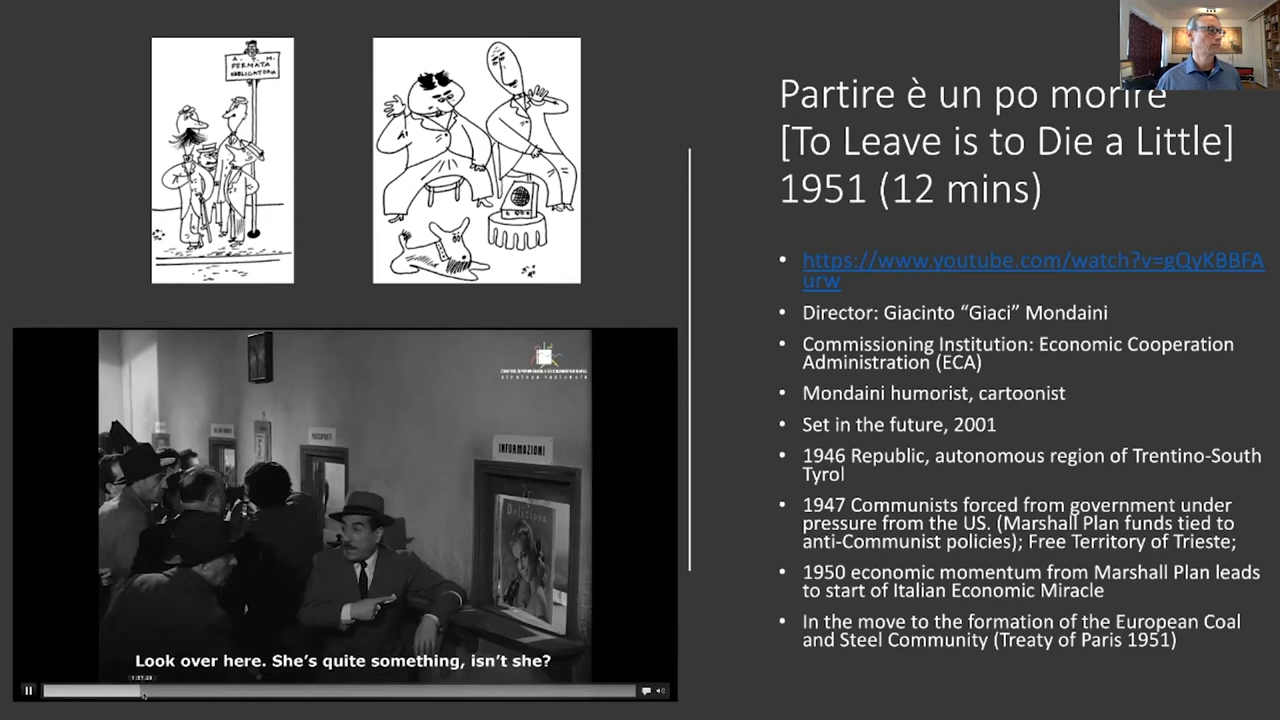 A. T. M.
FERMATA
OBBLIGATORIA
Partire è un po morire
[To Leave is to Die a Little]
1951 (12 mins)
• https://www.youtube.com/watch?v=gQyKBBFA
urw
• Director: Giacinto “Giaci” Mondaini
• Commissioning Institution: Economic Cooperation
Administration (ECA)
• Mondaini humorist, cartoonist
• Set in the future, 2001
• 1946 Republic, autonomous region of Trentino-South
Tyrol
• 1947 Communists forced from government under
pressure from the US. (Marshall Plan funds tied to
anti-Communist policies); Free Territory of Trieste;
• 1950 economic momentum from Marshall Plan leads
to start of Italian Economic Miracle
• In the move to the formation of the European Coal
and Steel Community (Treaty of Paris 1951)
PASSAPORTI
INFORMAZIONI
Deliziosa
Look over here. She’s quite something, isn’t she?